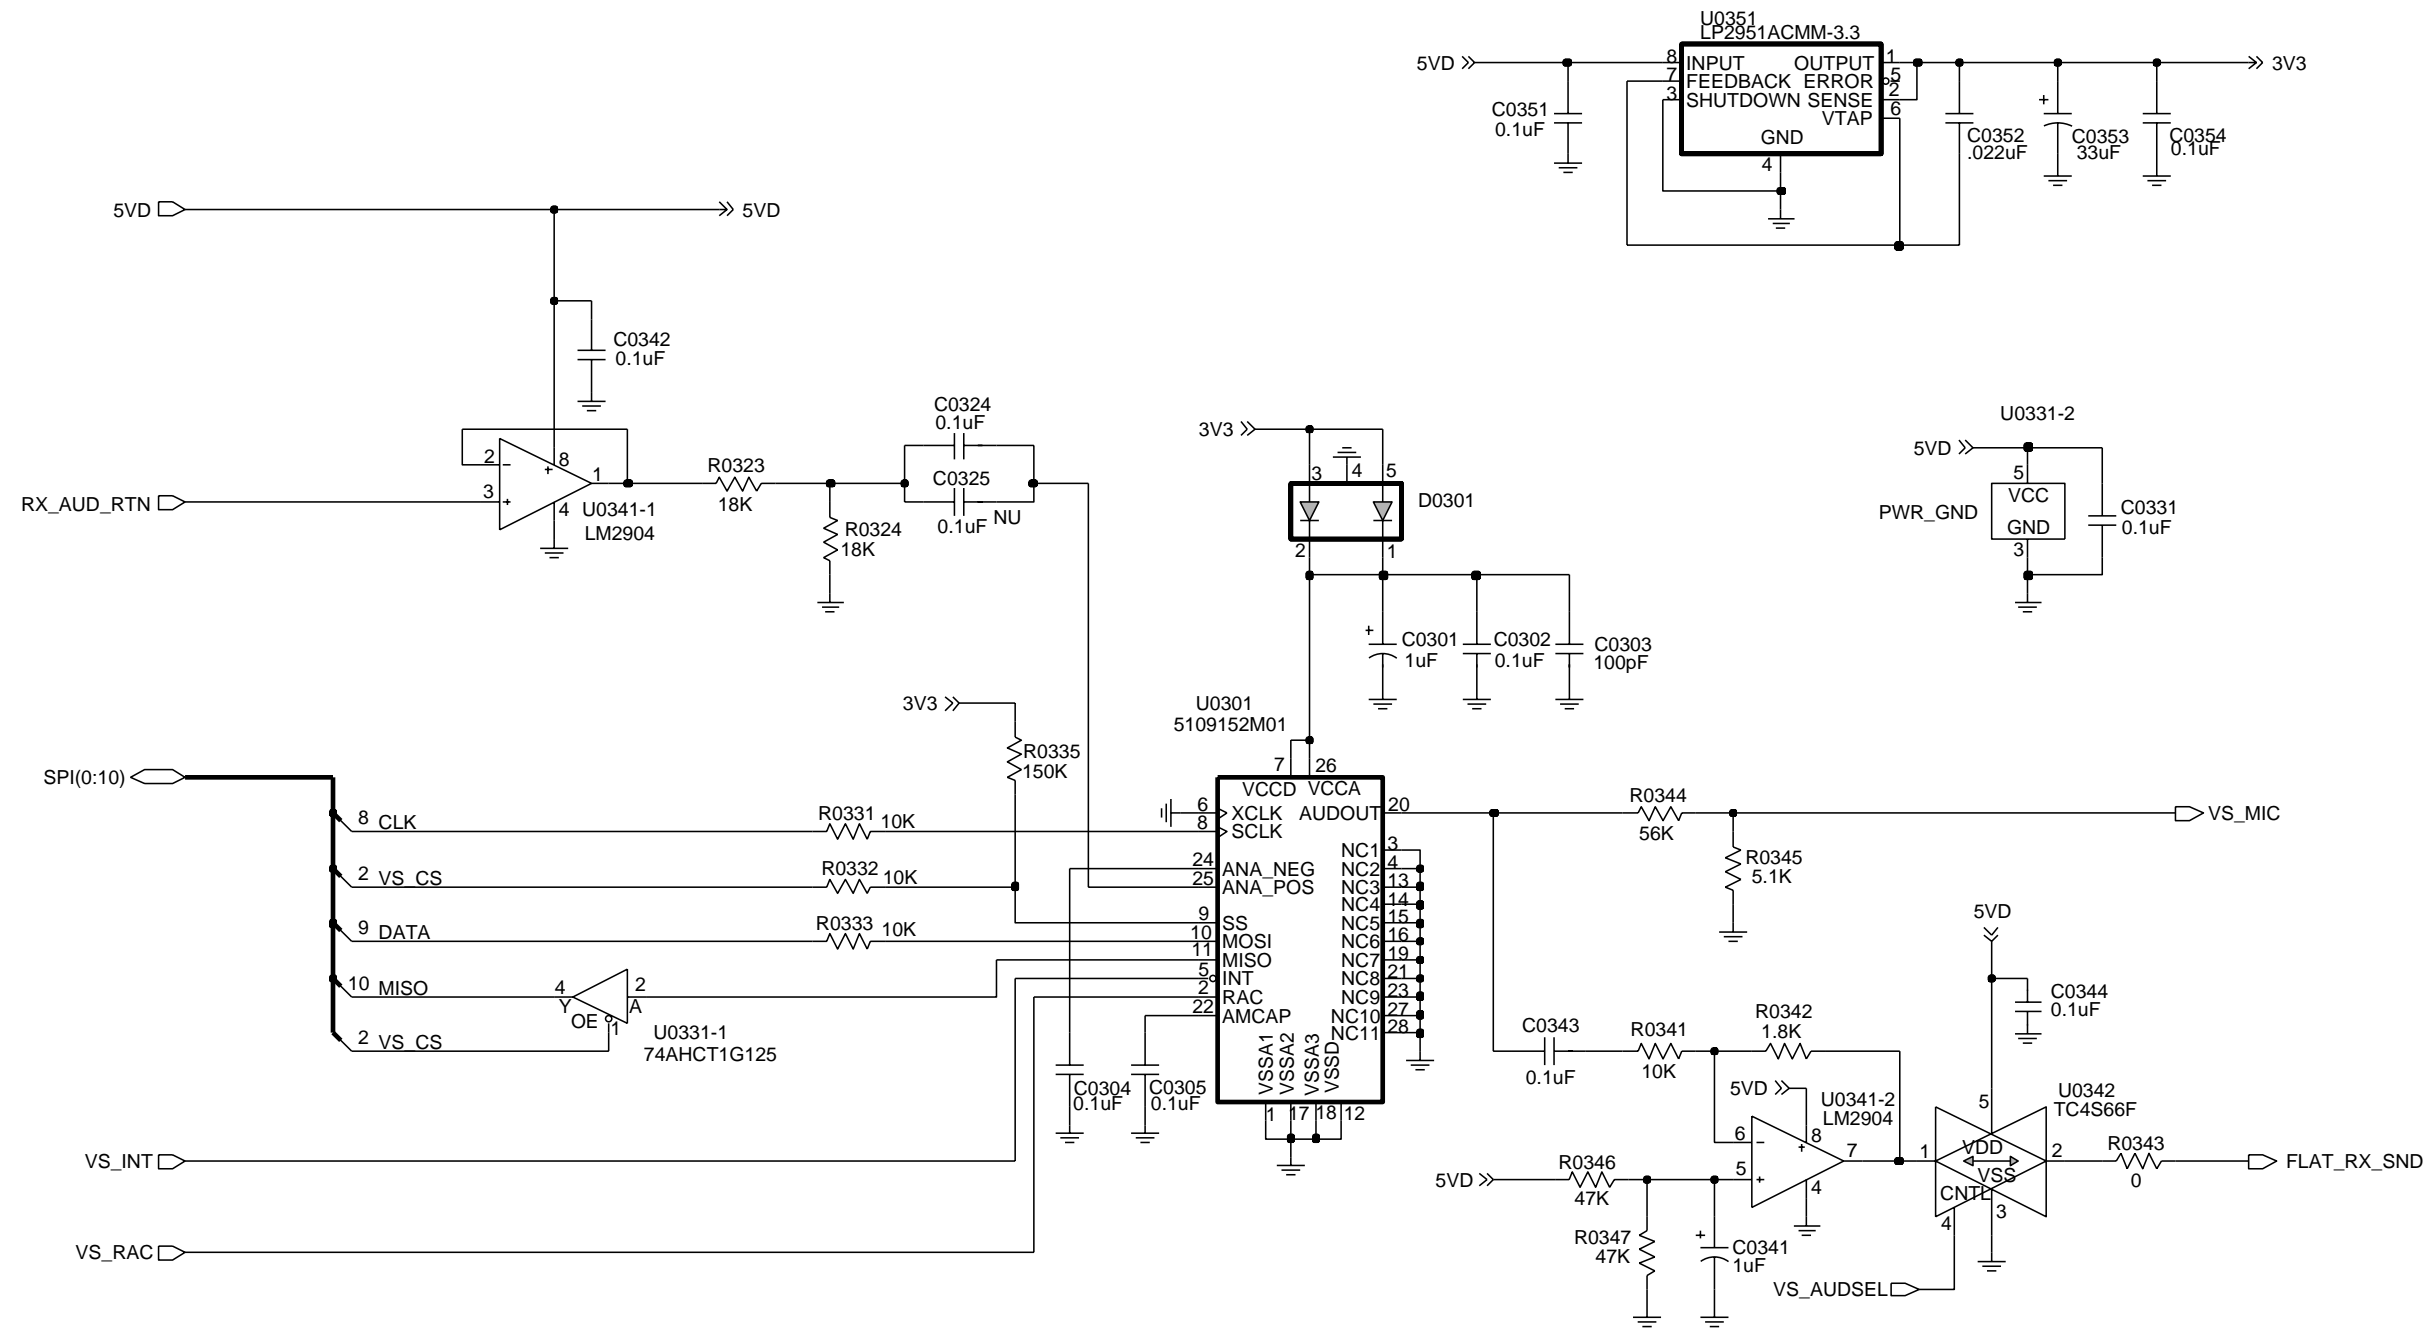 U0351
LP2951ACMM-3.3
5VD
8
INPUT
OUTPUT
1
3V3
7
FEEDBACK
ERROR
5
3
SHUTDOWN
SENSE
2
VTAP
6
GND
4
C0351
0.1uF
C0352
.022uF
C0353
33uF
C0354
0.1uF
+
5VD
5VD
C0342
0.1uF
RX_AUD_RTN
2
3
8
1
4
-
+
+
U0341-1
LM2904
R0323
18K
R0324
18K
C0324
0.1uF
C0325
0.1uF
NU
3V3
3
4
5
D0301
2
1
+
C0301
1uF
C0302
0.1uF
C0303
100pF
U0331-2
5VD
5
VCC
PWR_GND
GND
3
C0331
0.1uF
3V3
R0335
150K
U0301
5109152M01
7
26
VCCD
VCCA
6
XCLK
AUDOUT
20
8
SCLK
24
ANA_NEG
25
ANA_POS
9
SS
10
MOSI
11
MISO
5
INT
2
RAC
22
AMCAP
NC1
3
NC2
4
NC3
13
NC4
14
NC5
15
NC6
16
NC7
19
NC8
21
NC9
23
NC10
27
NC11
28
VSSA1
VSSA2
VSSA3
VSSD
1
17
18
12
SPI(0:10)
8
CLK
R0331
10K
2
VS_CS
R0332
10K
9
DATA
R0333
10K
10
MISO
4
Y
OE
1
2
A
2
VS_CS
U0331-1
74AHCT1G125
C0304
0.1uF
C0305
0.1uF
VS_INT
VS_RAC
R0344
56K
VS_MIC
R0345
5.1K
C0343
0.1uF
R0341
10K
R0342
1.8K
5VD
U0341-2
LM2904
6
-
8
+
7
5
+
4
5VD
R0346
47K
R0347
47K
+
C0341
1uF
5VD
C0344
0.1uF
U0342
TC4S66F
5
1
VDD
VSS
2
CNTL
4
3
R0343
0
FLAT_RX_SND
VS_AUDSEL